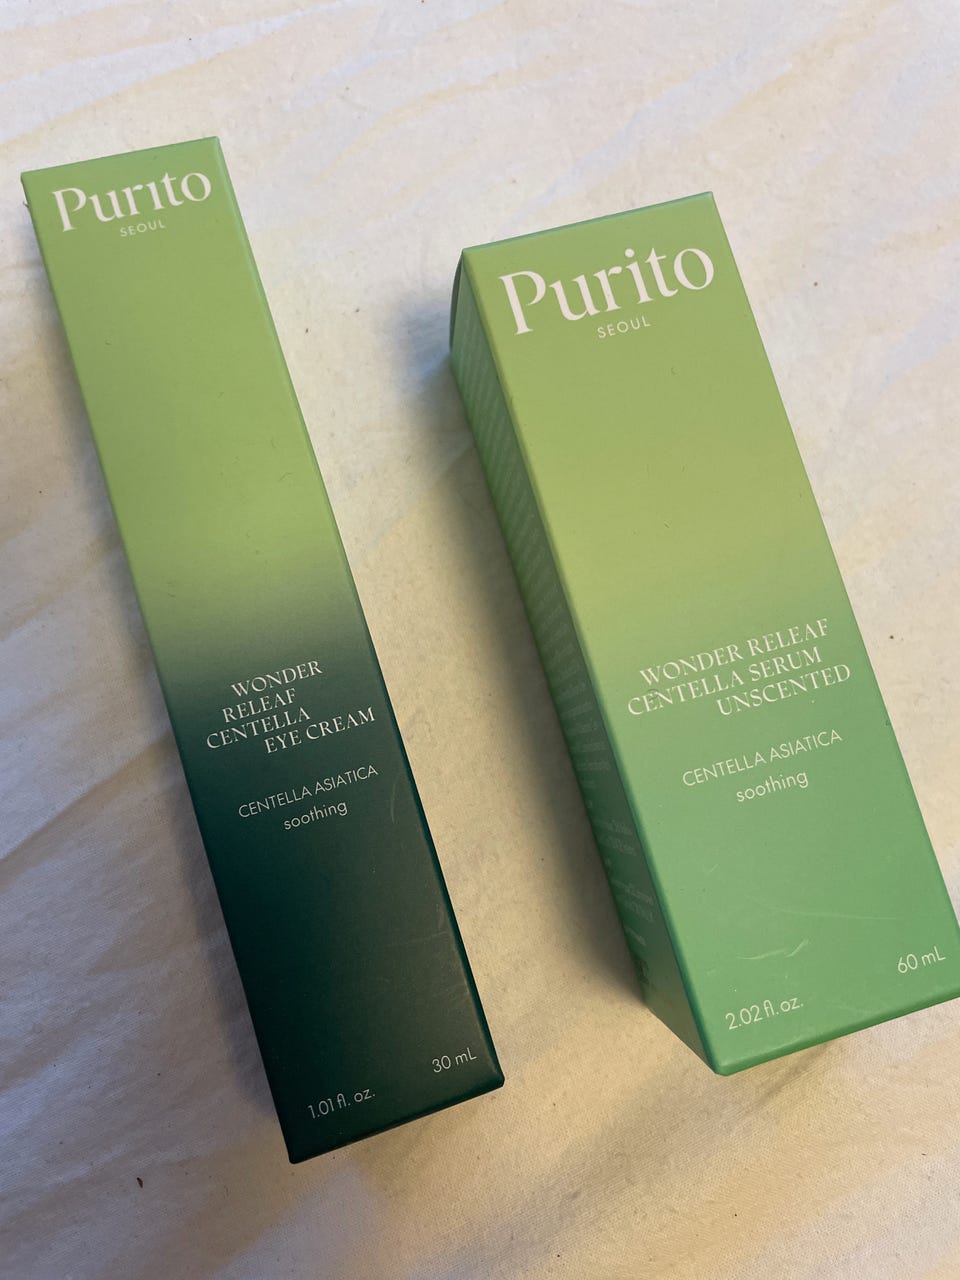 Purito
SEOUL
WONDER
RELEAF
CENTELLA
EYE CREAM
CENTELLA ASIATICA
soothing
30 mL
1.01 fl. oz.
Purito
SEOUL
WONDER RELEAF
CENTELLA SERUM
UNSCENTED
CENTELLA ASIATICA
soothing
60 mL
2.02 fl. oz.